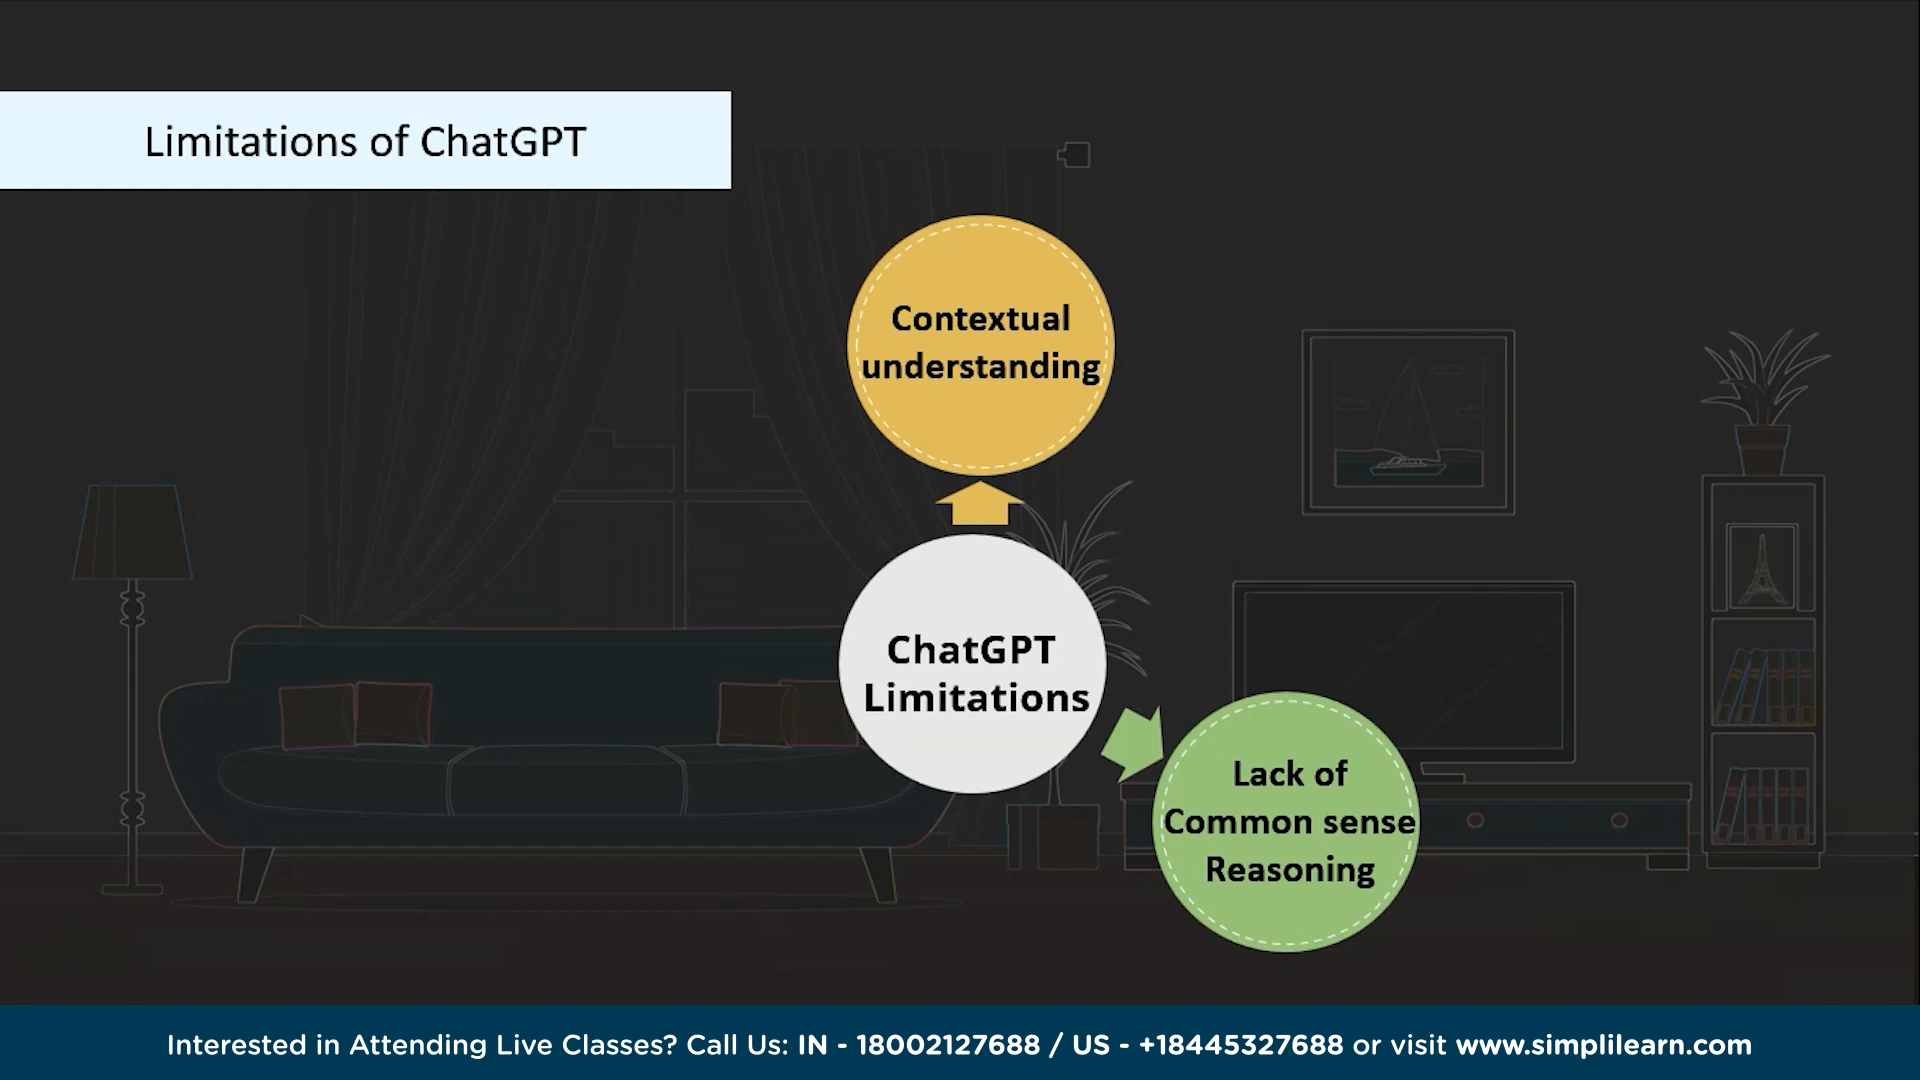 Limitations of ChatGPT
Contextual
understanding
ChatGPT
Limitations
Lack of
Common sense
Reasoning
Interested in Attending Live Classes? Call Us: IN - 18002127688 / US - +18445327688 or visit www.simplilearn.com